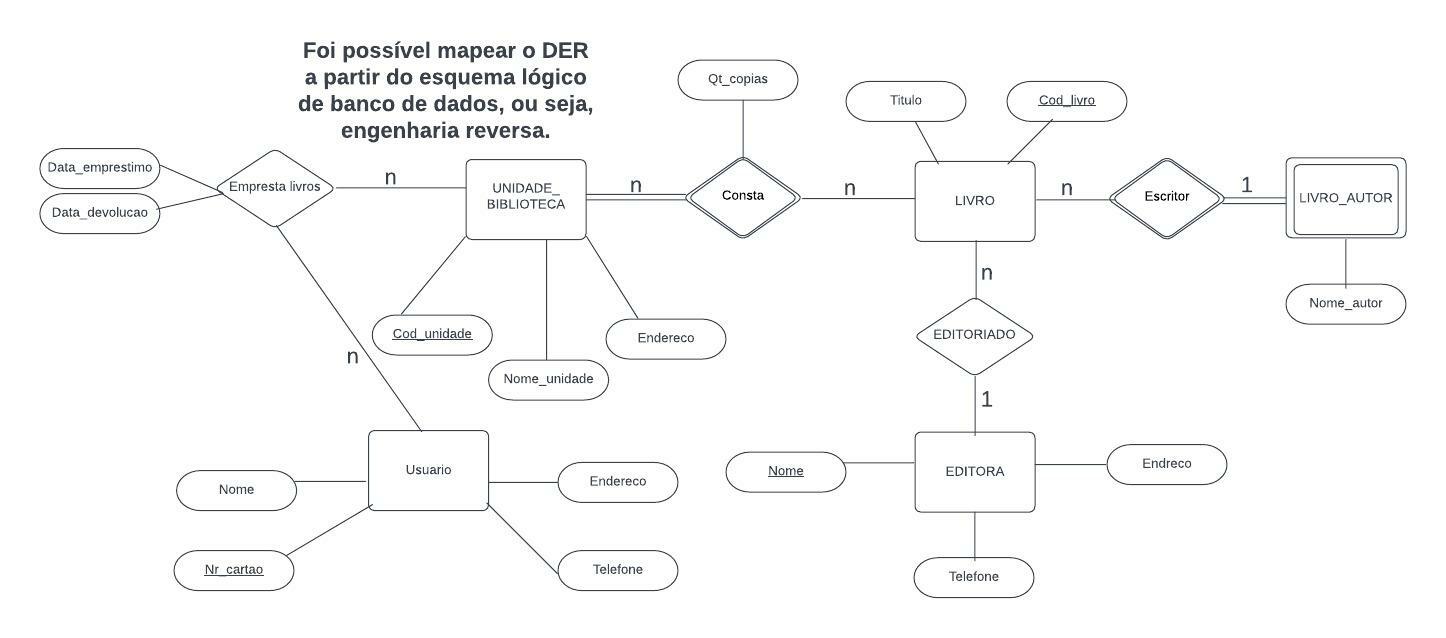 Foi possível mapear o DER
a partir do esquema lógico
de banco de dados, ou seja,
engenharia reversa.
Qt_copias
Titulo
Cod_livro
Data_emprestimo
Data_devolucao
Empresta livros
n
UNIDADE_
BIBLIOTECA
n
Consta
n
LIVRO
n
Escritor
1
LIVRO_AUTOR
n
Nome_autor
Cod_unidade
Endereco
EDITORIADO
n
Nome_unidade
1
Usuario
Nome
Endereco
Nome
EDITORA
Endreco
Nr_cartao
Telefone
Telefone